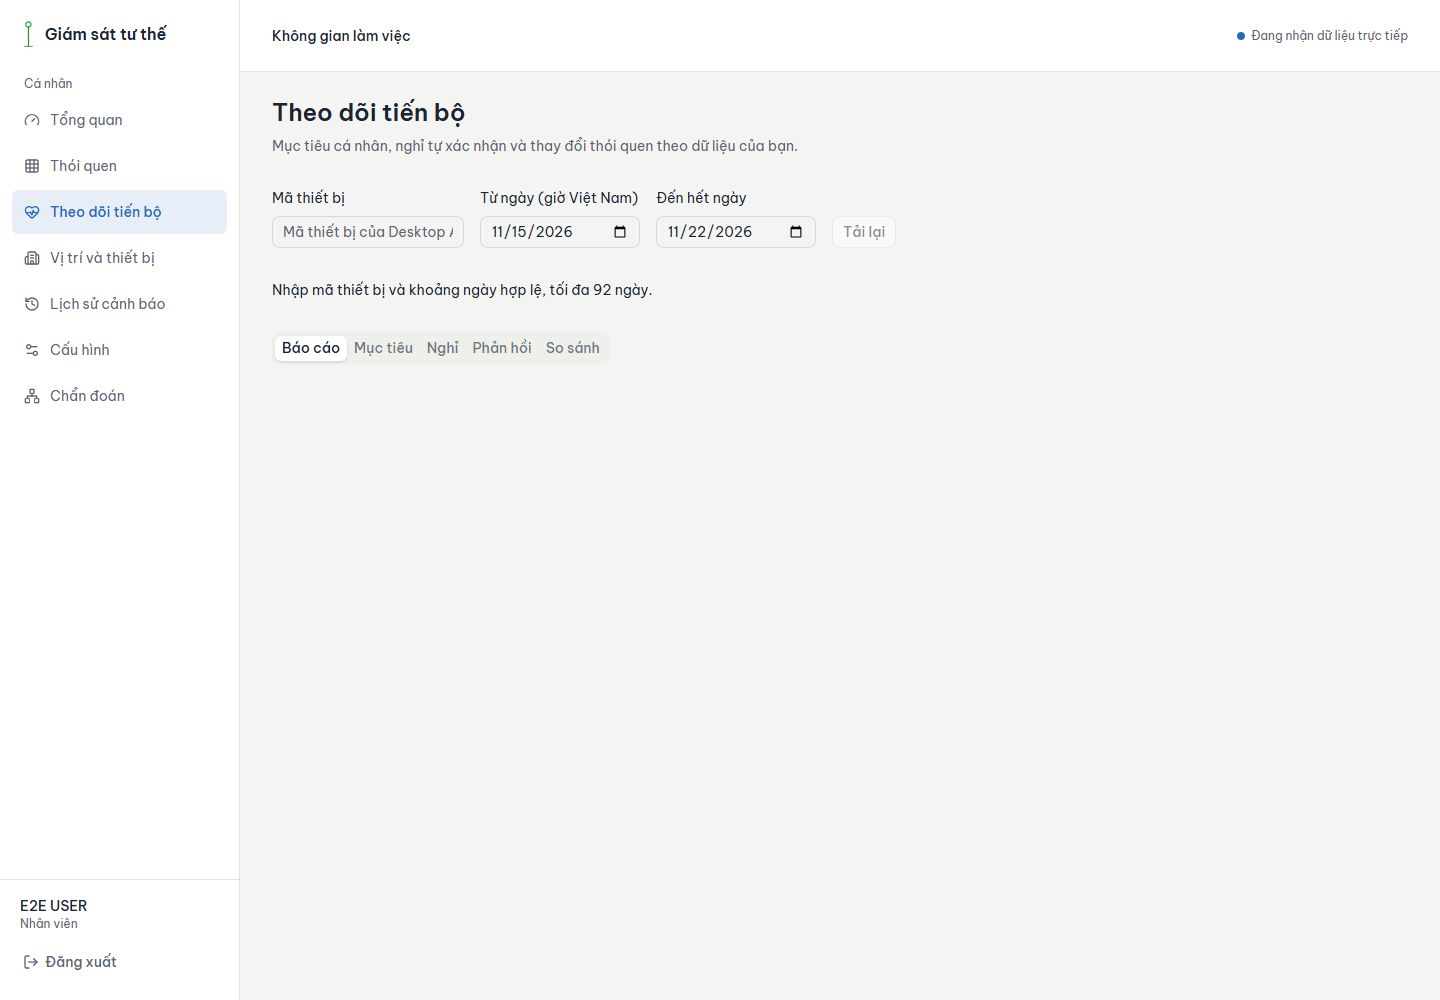 Giám sát tư thế
Cá nhân
Tổng quan
Thói quen
Theo dõi tiến bộ
Vị trí và thiết bị
Lịch sử cảnh báo
Cấu hình
Chẩn đoán
E2E USER
Nhân viên
Đăng xuất
Không gian làm việc
Đang nhận dữ liệu trực tiếp
Theo dõi tiến bộ
Mục tiêu cá nhân, nghỉ tự xác nhận và thay đổi thói quen theo dữ liệu của bạn.
Mã thiết bị Từ ngày (giờ Việt Nam) Đến hết ngày
Mã thiết bị của Desktop 11/15/2026 11/22/2026 Tải lại
Nhập mã thiết bị và khoảng ngày hợp lệ, tối đa 92 ngày.
Báo cáo Mục tiêu Nghỉ Phản hồi So sánh